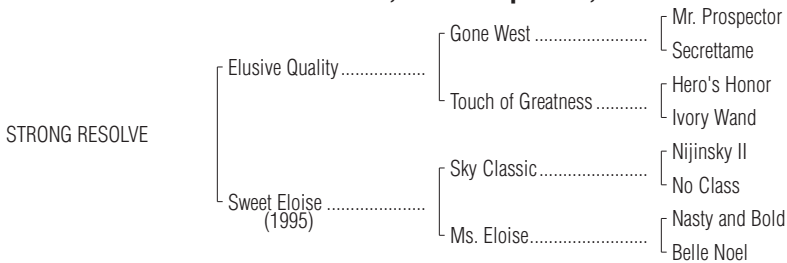 Mr. Prospector
Gone West ....................
Secrettame
Elusive Quality..................
Hero's Honor
Touch of Greatness ...........
Ivory Wand
STRONG RESOLVE
Nijinsky II
Sky Classic.......................
No Class
Sweet Eloise .....................
(1995)
Nasty and Bold
Ms. Eloise.........................
Belle Noel